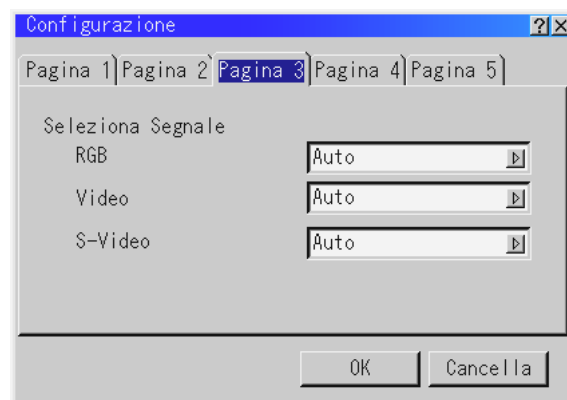 Configurazione ? ×
Pagina 1 Pagina 2 Pagina 3 Pagina 4 Pagina 5
Seleziona Segnale
RGB Auto
Video Auto
S-Video Auto
OK Cancella